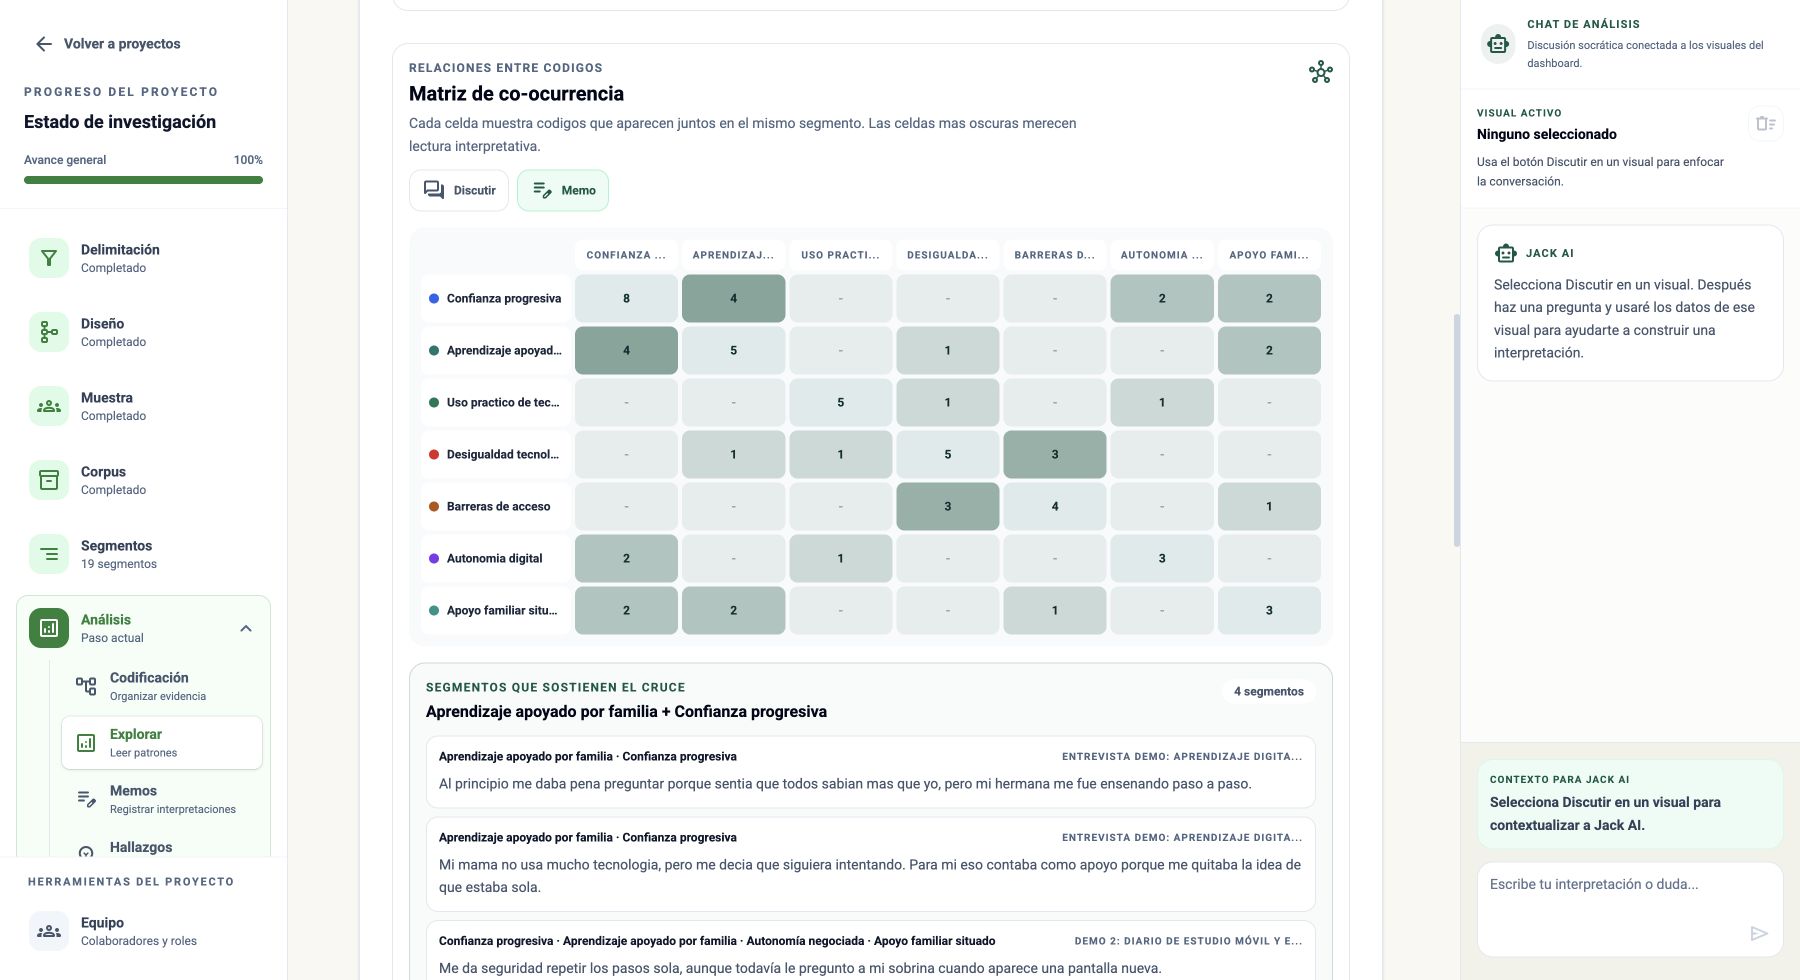 Volver a proyectos
PROGRESO DEL PROYECTO
Estado de investigación
Avance general 100%
Delimitación
Completado
Diseño
Completado
Muestra
Completado
Corpus
Completado
Segmentos
19 segmentos
Análisis
Paso actual
Codificación
Organizar evidencia
Explorar
Leer patrones
Memos
Registrar interpretaciones
Hallazgos
HERRAMIENTAS DEL PROYECTO
Equipo
Colaboradores y roles
RELACIONES ENTRE CODIGOS
Matriz de co-ocurrencia
Cada celda muestra codigos que aparecen juntos en el mismo segmento. Las celdas mas oscuras merecen
lectura interpretativa.
Discutir Memo
CONFIANZA ... APRENDIZAJ... USO PRACTI... DESIGUALDA... BARRERAS D... AUTONOMIA ... APOYO FAMI...
Confianza progresiva 8 4 - - - 2 2
Aprendizaje apoyad... 4 5 - 1 - - 2
Uso practico de tec... - - 5 1 - 1 -
Desigualdad tecnol... - 1 1 5 3 - -
Barreras de acceso - - - 3 4 - 1
Autonomia digital 2 - 1 - - 3 -
Apoyo familiar situ... 2 2 - - 1 - 3
SEGMENTOS QUE SOSTIENEN EL CRUCE
4 segmentos
Aprendizaje apoyado por familia + Confianza progresiva
Aprendizaje apoyado por familia · Confianza progresiva ENTREVISTA DEMO: APRENDIZAJE DIGITA...
Al principio me daba pena preguntar porque sentia que todos sabian mas que yo, pero mi hermana me fue ensenando paso a paso.
Aprendizaje apoyado por familia · Confianza progresiva ENTREVISTA DEMO: APRENDIZAJE DIGITA...
Mi mama no usa mucho tecnologia, pero me decia que siguiera intentando. Para mi eso contaba como apoyo porque me quitaba la idea de
que estaba sola.
Confianza progresiva · Aprendizaje apoyado por familia · Autonomía negociada · Apoyo familiar situado DEMO 2: DIARIO DE ESTUDIO MÓVIL Y E...
Me da seguridad repetir los pasos sola, aunque todavía le pregunto a mi sobrina cuando aparece una pantalla nueva.
CHAT DE ANÁLISIS
Discusión socrática conectada a los visuales del
dashboard.
VISUAL ACTIVO
Ninguno seleccionado
Usa el botón Discutir en un visual para enfocar
la conversación.
JACK AI
Selecciona Discutir en un visual. Después
haz una pregunta y usaré los datos de ese
visual para ayudarte a construir una
interpretación.
CONTEXTO PARA JACK AI
Selecciona Discutir en un visual para
contextualizar a Jack AI.
Escribe tu interpretación o duda...